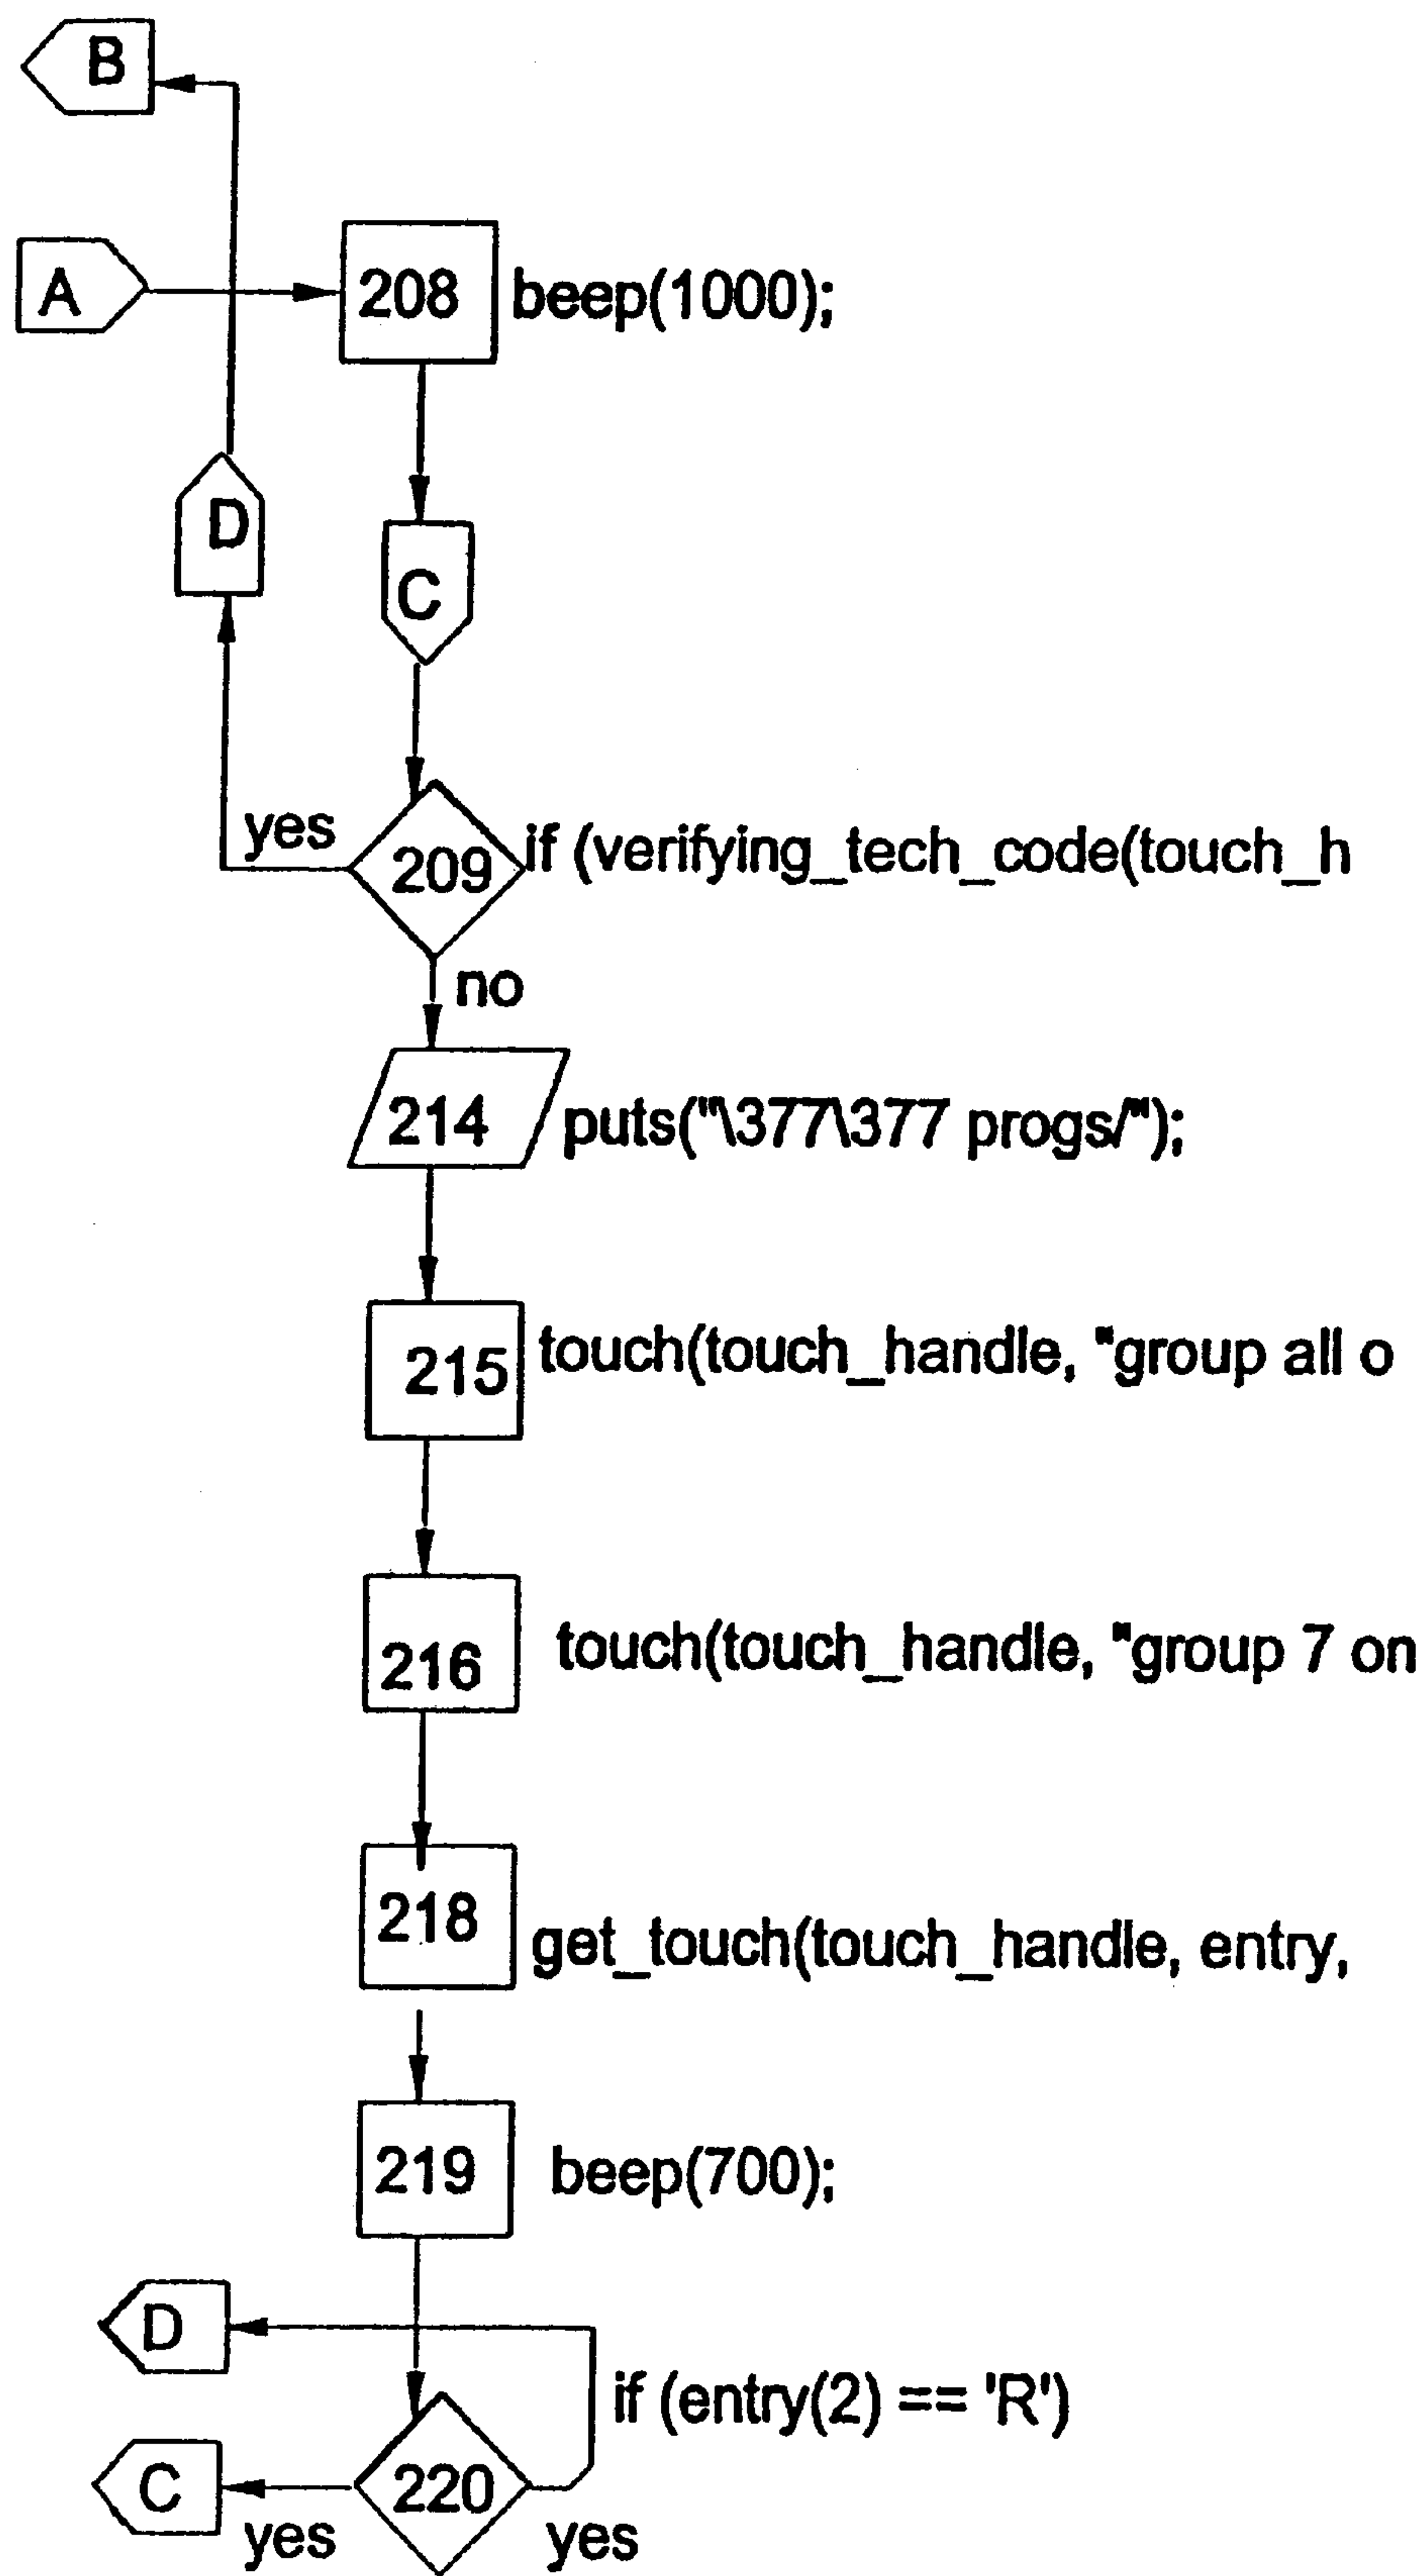 B
A
208 beep(1000);
D
C
yes
209 if (verifying_tech_code(touch_h
no
214 puts("\377\377 progs/");
215 touch(touch_handle, "group all o
216 touch(touch_handle, "group 7 on
218 get_touch(touch_handle, entry,
219 beep(700);
D
if (entry(2) == 'R')
C
220
yes yes